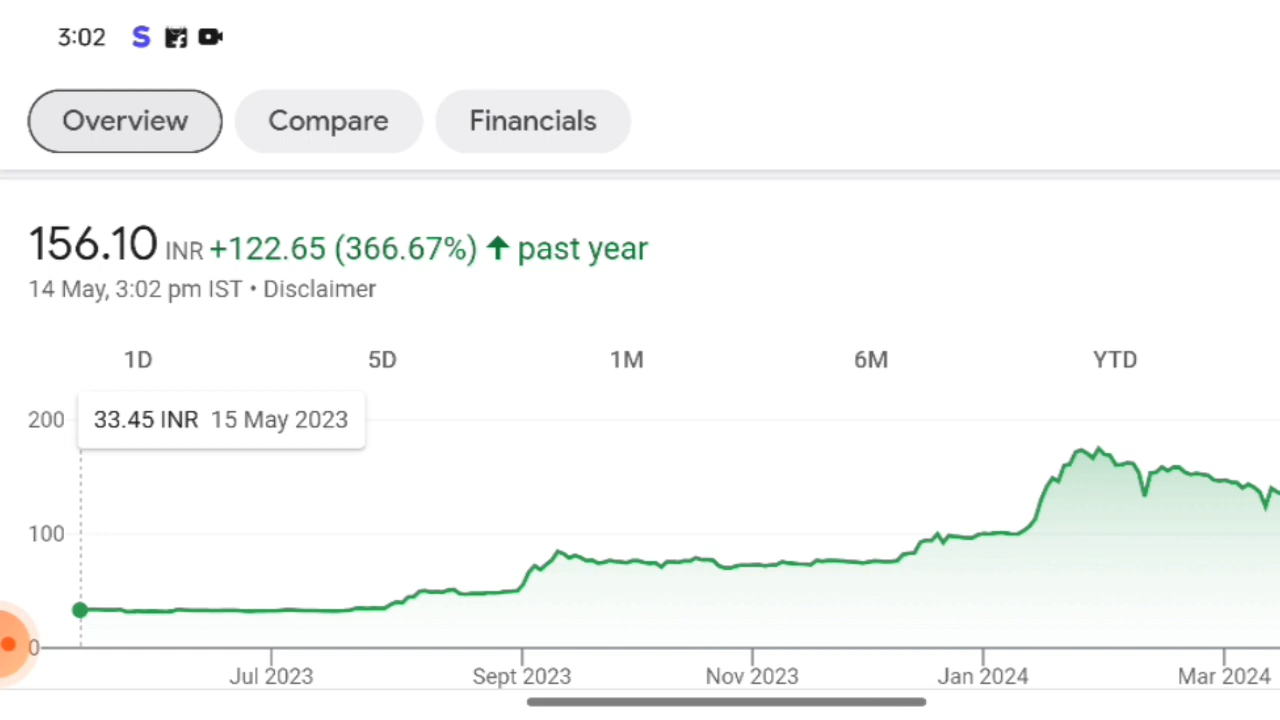 3:02 S
Overview Compare Financials
156.10 INR +122.65 (366.67%) ↑ past year
14 May, 3:02 pm IST • Disclaimer
1D 5D 1M 6M YTD
200 33.45 INR 15 May 2023
100
0
Jul 2023 Sept 2023 Nov 2023 Jan 2024 Mar 2024